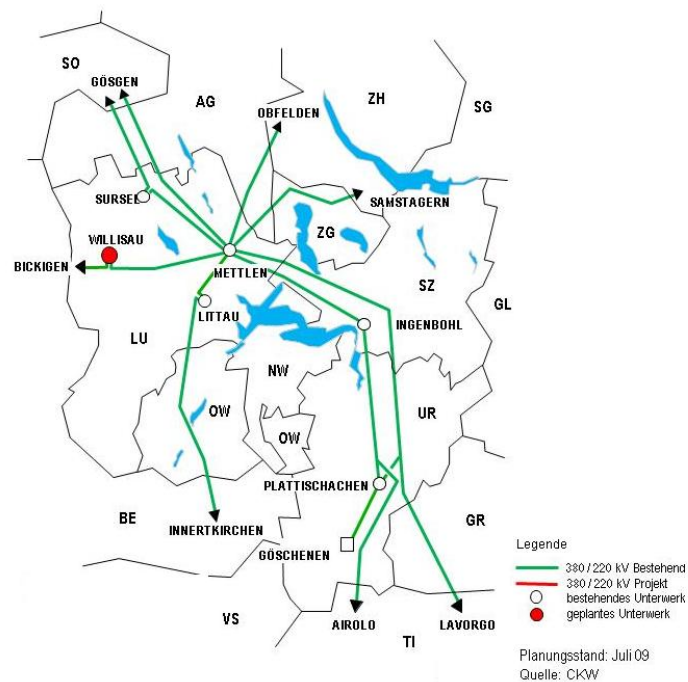 SO
GÖSGEN
AG
ZH
OBFELDEN
SG
SURSEE
SAMSTAGERN
WILLISAU
ZG
BICKIGEN
METTLEN
SZ
GL
LITTAU
INGENBOHL
LU
NW
OW
UR
OW
PLATTISCHACHEN
BE
INNERTKIRCHEN
GR
GÖSCHENEN
VS
AIROLO
TI
LAVORGO
Legende
380 / 220 kV Bestehend
380 / 220 kV Projekt
bestehendes Unterwerk
geplantes Unterwerk
Planungsstand: Juli 09
Quelle: CKW